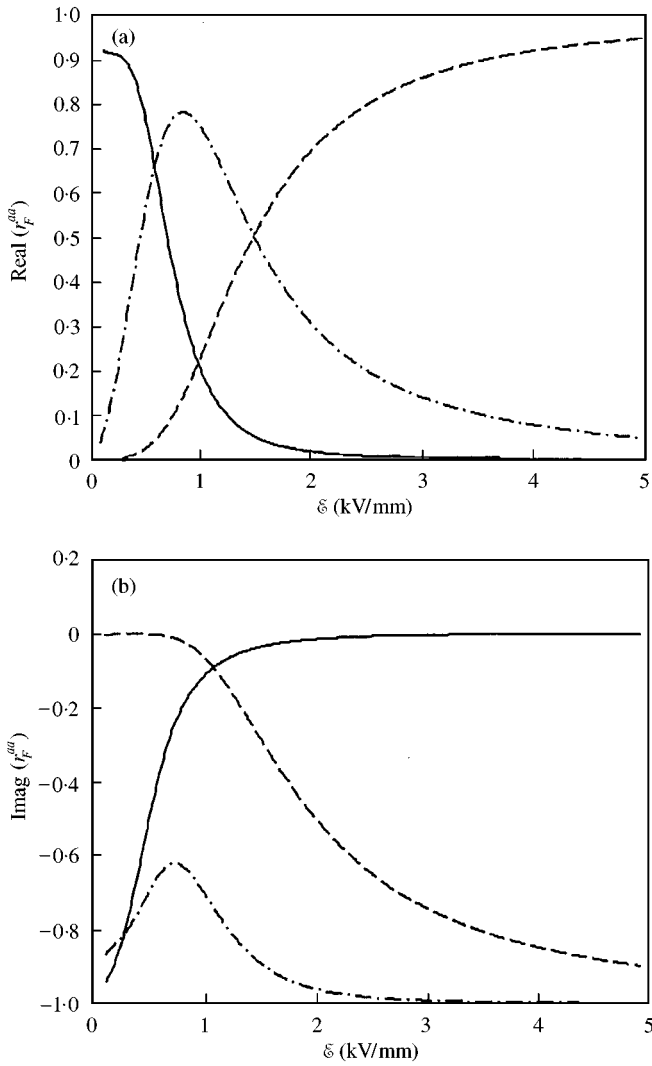 1·0
(a)
0·9
0·8
0·7
0·6
0·5
0·4
0·3
0·2
0·1
0
Real (r_F^{aa})
0 1 2 3 4 5
ℰ (kV/mm)
0·2
(b)
0
−0·2
−0·4
−0·6
−0·8
−1·0
Imag (r_F^{aa})
0 1 2 3 4 5
ℰ (kV/mm)